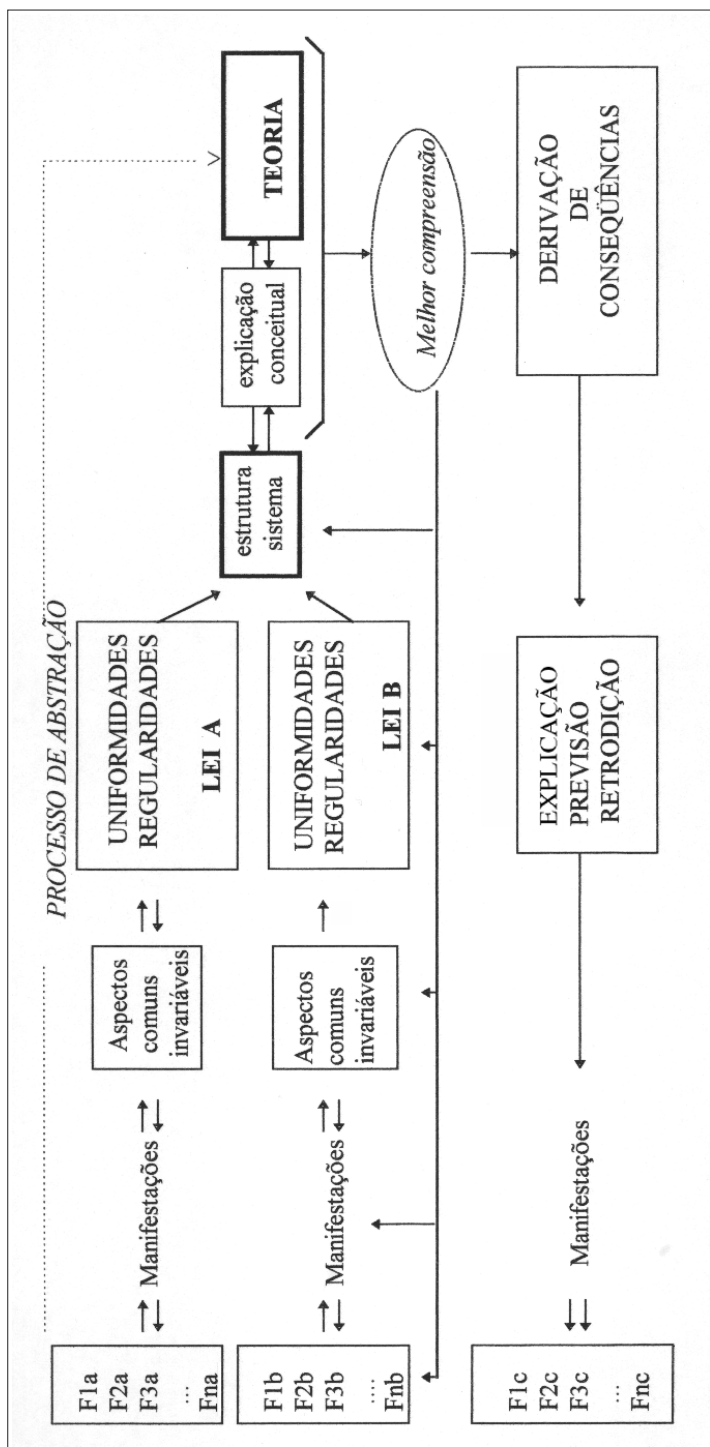 PROCESSO DE ABSTRAÇÃO
F1a
F2a
F3a
...
Fna
Manifestações
Aspectos
comuns
invariáveis
UNIFORMIDADES
REGULARIDADES
LEI A
F1b
F2b
F3b
....
Fnb
Manifestações
Aspectos
comuns
invariáveis
UNIFORMIDADES
REGULARIDADES
LEI B
estrutura
sistema
explicação
conceitual
TEORIA
Melhor compreensão
F1c
F2c
F3c
...
Fnc
Manifestações
EXPLICAÇÃO
PREVISÃO
RETRODIÇÃO
DERIVAÇÃO
DE
CONSEQÜÊNCIAS